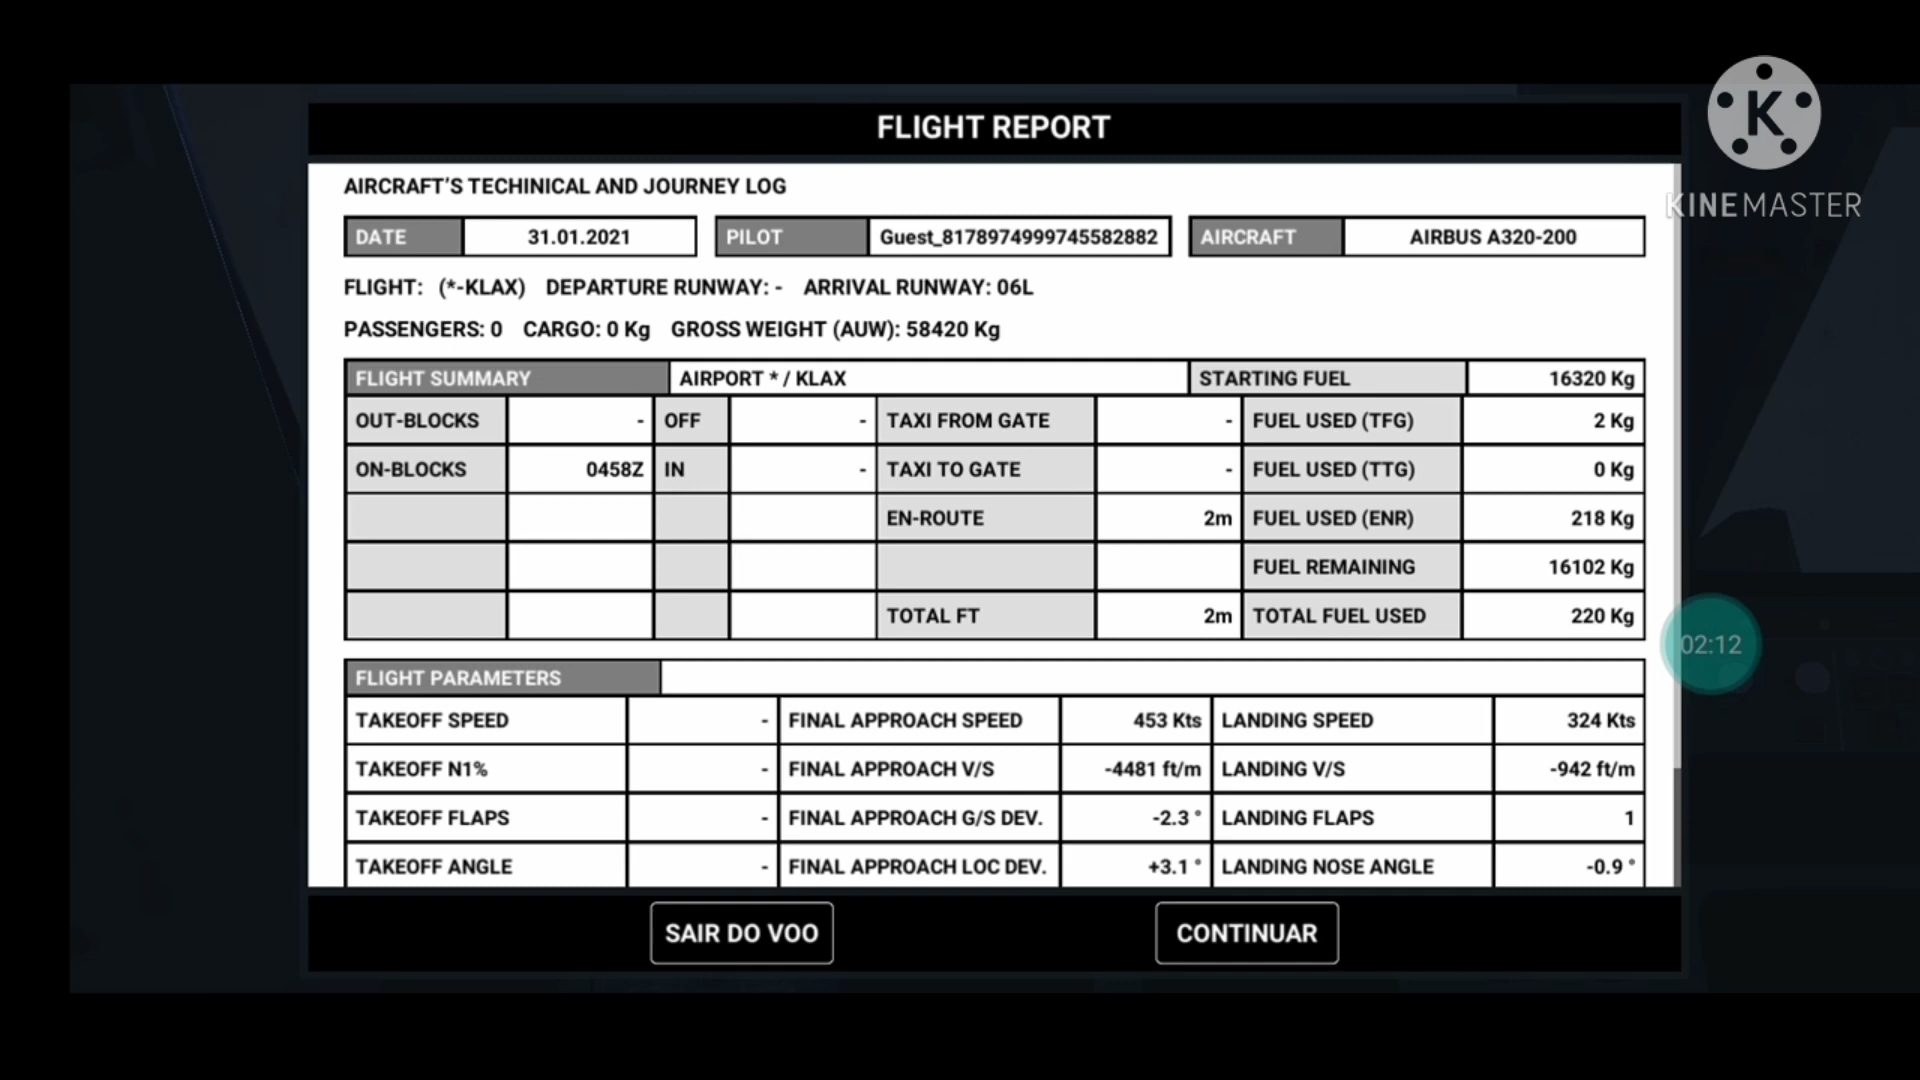 FLIGHT REPORT
K
KINEMASTER
AIRCRAFT'S TECHINICAL AND JOURNEY LOG
DATE 31.01.2021 PILOT Guest_8178974999745582882 AIRCRAFT AIRBUS A320-200
FLIGHT: (*-KLAX) DEPARTURE RUNWAY: - ARRIVAL RUNWAY: 06L
PASSENGERS: 0 CARGO: 0 Kg GROSS WEIGHT (AUW): 58420 Kg
FLIGHT SUMMARY AIRPORT * / KLAX STARTING FUEL 16320 Kg
OUT-BLOCKS - OFF - TAXI FROM GATE - FUEL USED (TFG) 2 Kg
ON-BLOCKS 0458Z IN - TAXI TO GATE - FUEL USED (TTG) 0 Kg
EN-ROUTE 2m FUEL USED (ENR) 218 Kg
FUEL REMAINING 16102 Kg
TOTAL FT 2m TOTAL FUEL USED 220 Kg
02:12
FLIGHT PARAMETERS
TAKEOFF SPEED - FINAL APPROACH SPEED 453 Kts LANDING SPEED 324 Kts
TAKEOFF N1% - FINAL APPROACH V/S -4481 ft/m LANDING V/S -942 ft/m
TAKEOFF FLAPS - FINAL APPROACH G/S DEV. -2.3 ° LANDING FLAPS 1
TAKEOFF ANGLE - FINAL APPROACH LOC DEV. +3.1 ° LANDING NOSE ANGLE -0.9 °
SAIR DO VOO CONTINUAR